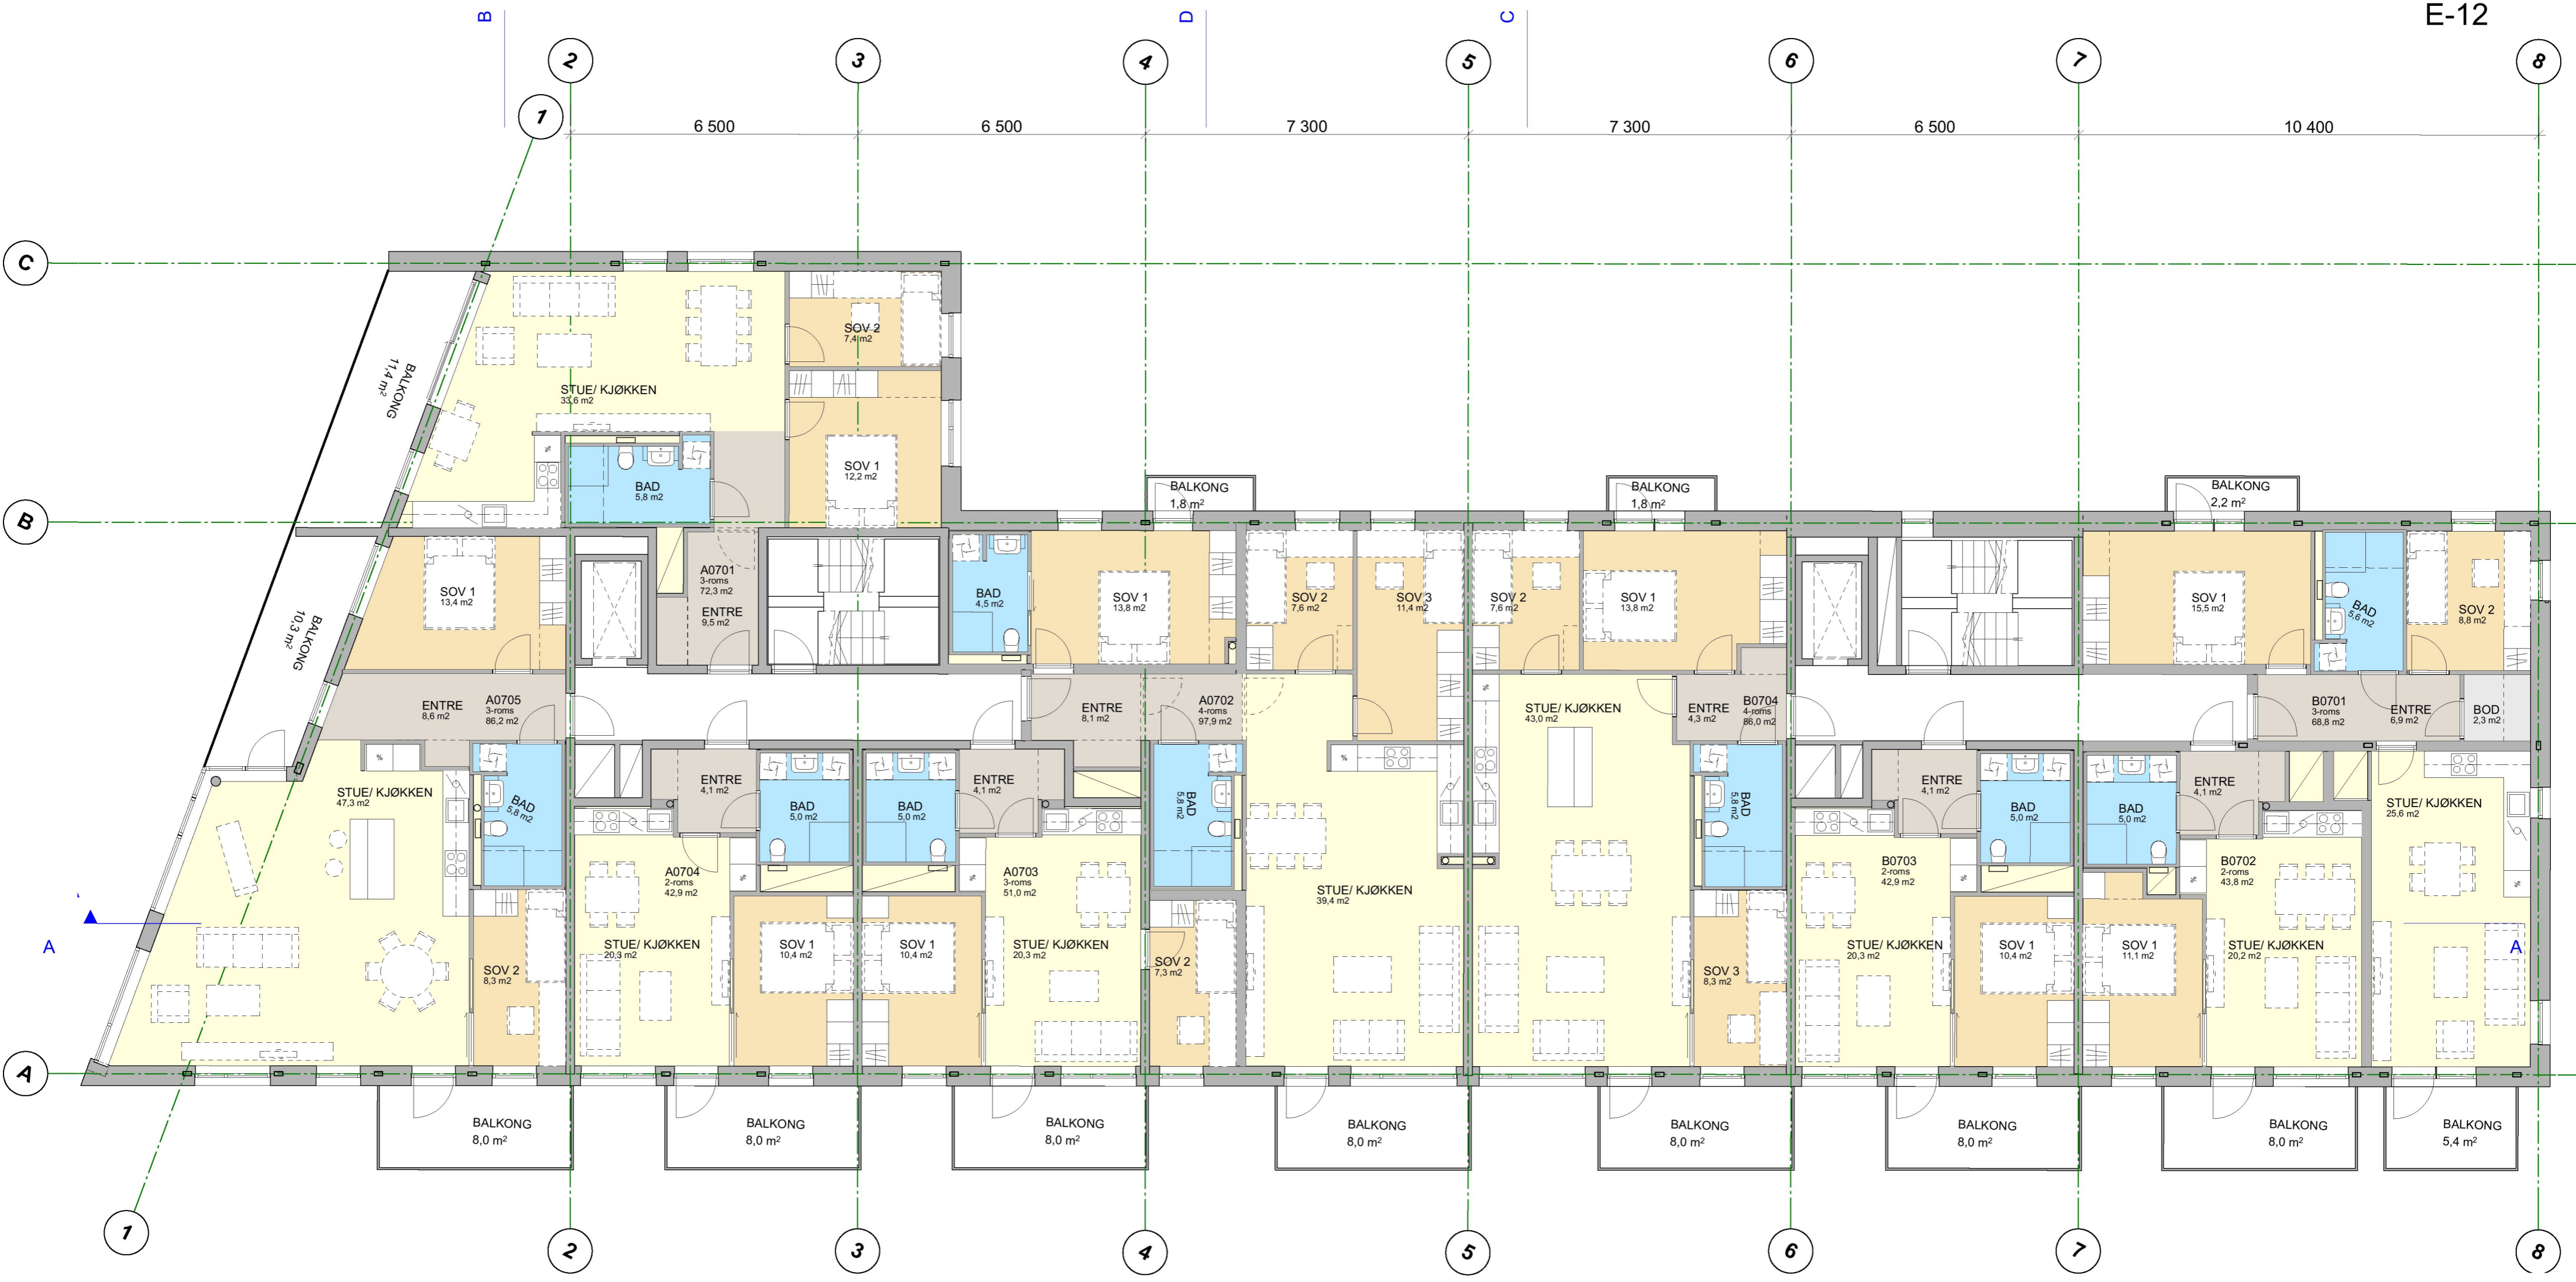 E-12
B
D
C
2
3
4
5
6
7
8
1
6 500
6 500
7 300
7 300
6 500
10 400
C
BALKONG
11,4 m²
STUE/ KJØKKEN
33,6 m2
SOV 2
7,4 m2
SOV 1
12,2 m2
BAD
5,8 m2
BALKONG
1,8 m²
BALKONG
1,8 m²
BALKONG
2,2 m²
B
BALKONG
10,3 m²
SOV 1
13,4 m2
A0701
3-roms
72,3 m2
ENTRE
9,5 m2
BAD
4,5 m2
SOV 1
13,8 m2
SOV 2
7,6 m2
SOV 3
11,4 m2
SOV 2
7,6 m2
SOV 1
13,8 m2
SOV 1
15,5 m2
BAD
5,6 m2
SOV 2
8,8 m2
ENTRE
8,6 m2
A0705
3-roms
86,2 m2
ENTRE
8,1 m2
A0702
4-roms
97,9 m2
STUE/ KJØKKEN
43,0 m2
ENTRE
4,3 m2
B0704
4-roms
86,0 m2
B0701
3-roms
68,8 m2
ENTRE
6,9 m2
BOD
2,3 m2
STUE/ KJØKKEN
47,3 m2
BAD
5,8 m2
ENTRE
4,1 m2
BAD
5,0 m2
BAD
5,0 m2
ENTRE
4,1 m2
BAD
5,8 m2
BAD
5,8 m2
ENTRE
4,1 m2
BAD
5,0 m2
BAD
5,0 m2
ENTRE
4,1 m2
STUE/ KJØKKEN
25,6 m2
A0704
2-roms
42,9 m2
A0703
3-roms
51,0 m2
STUE/ KJØKKEN
39,4 m2
B0703
2-roms
42,9 m2
B0702
2-roms
43,8 m2
A
SOV 2
8,3 m2
STUE/ KJØKKEN
20,3 m2
SOV 1
10,4 m2
SOV 1
10,4 m2
STUE/ KJØKKEN
20,3 m2
SOV 2
7,3 m2
SOV 3
8,3 m2
STUE/ KJØKKEN
20,3 m2
SOV 1
10,4 m2
SOV 1
11,1 m2
STUE/ KJØKKEN
20,2 m2
A
A
BALKONG
8,0 m²
BALKONG
8,0 m²
BALKONG
8,0 m²
BALKONG
8,0 m²
BALKONG
8,0 m²
BALKONG
8,0 m²
BALKONG
8,0 m²
BALKONG
5,4 m²
1
2
3
4
5
6
7
8